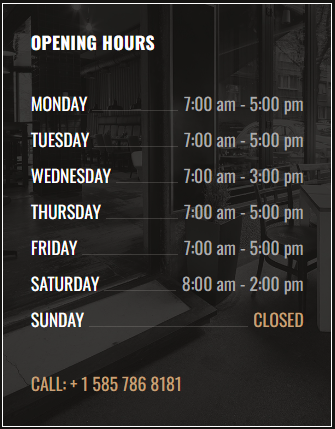 OPENING HOURS
MONDAY 7:00 am - 5:00 pm
TUESDAY 7:00 am - 5:00 pm
WEDNESDAY 7:00 am - 3:00 pm
THURSDAY 7:00 am - 5:00 pm
FRIDAY 7:00 am - 5:00 pm
SATURDAY 8:00 am - 2:00 pm
SUNDAY CLOSED
CALL: + 1 585 786 8181